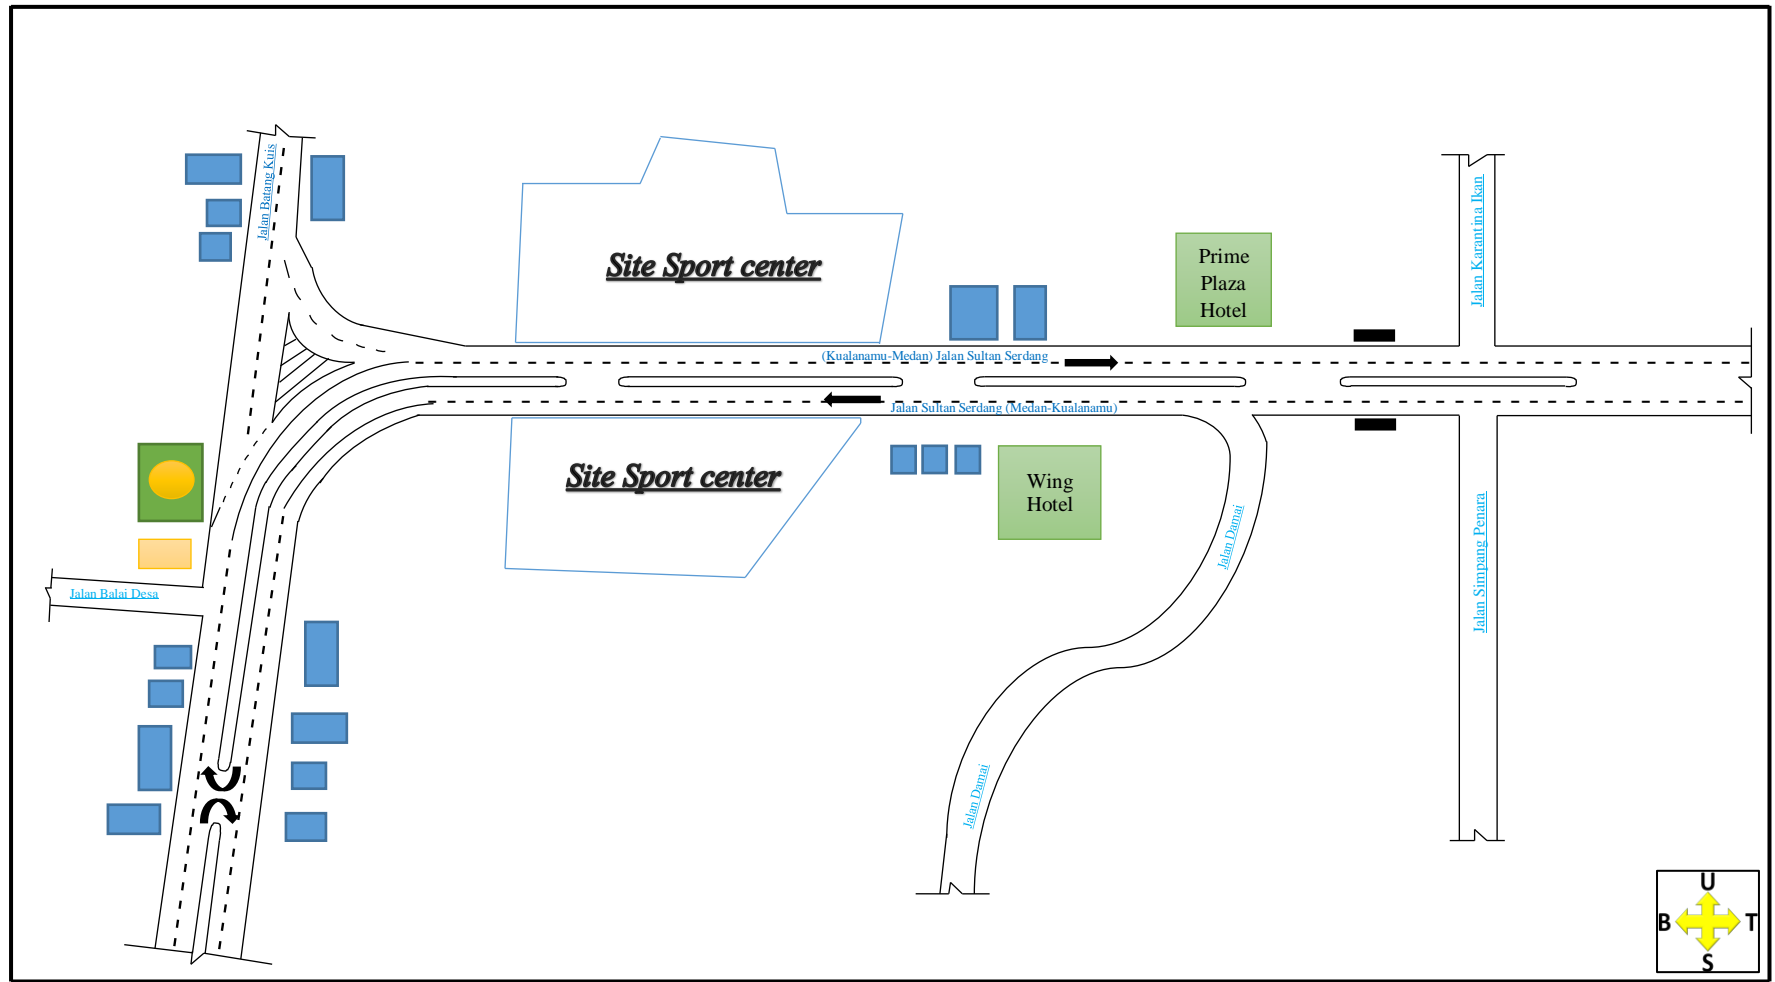 Jalan Batang Kuis
Site Sport center
Prime
Plaza
Hotel
Jalan Karantina Ikan
(Kualanamu-Medan) Jalan Sultan Serdang
Jalan Sultan Serdang (Medan-Kualanamu)
Site Sport center
Wing
Hotel
Jalan Damai
Jalan Simpang Penara
Jalan Balai Desa
Jalan Damai
U
B
T
S